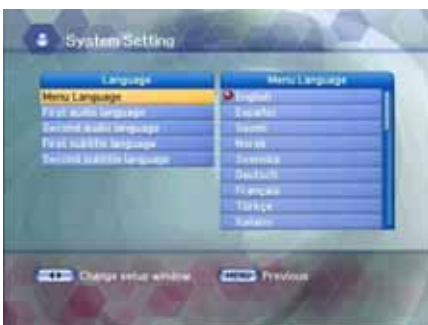 System Setting
Language
Menu Language
First audio language
Second audio language
First subtitle language
Second subtitle language
Menu Language
English
Español
Suomi
Norsk
Svenska
Deutsch
Français
Türkçe
Italiano
Change setup window
MENU Previous